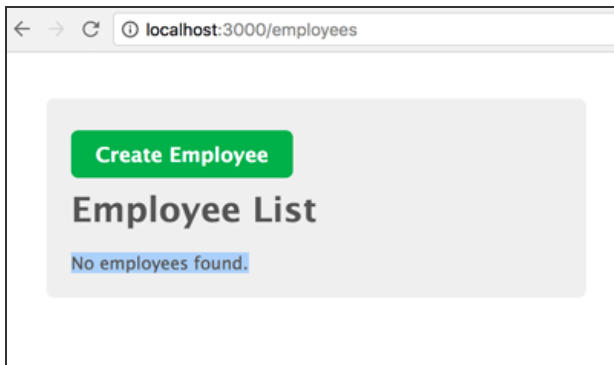 localhost:3000/employees
Create Employee
Employee List
No employees found.